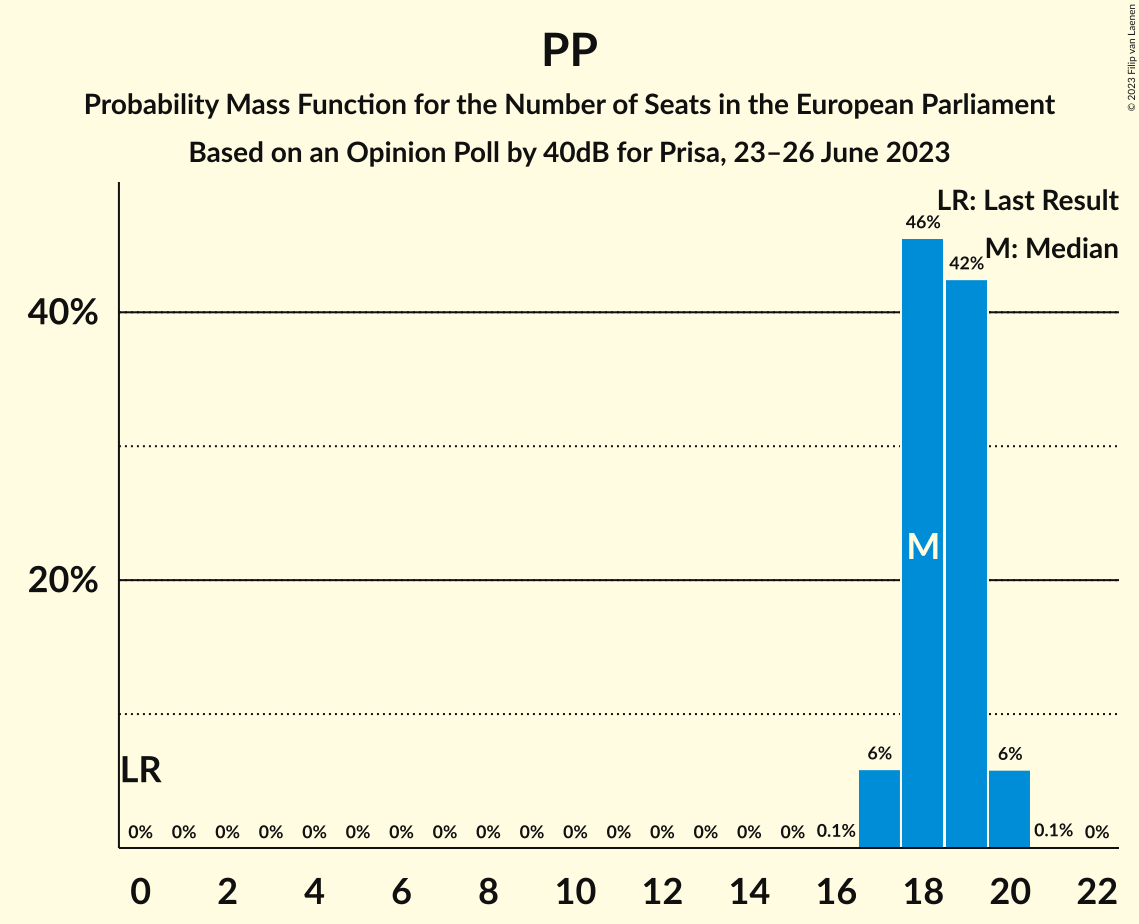 PP
Probability Mass Function for the Number of Seats in the European Parliament
Based on an Opinion Poll by 40dB for Prisa, 23–26 June 2023
© 2023 Filip van Laenen
LR: Last Result
M: Median
46%
42%
40%
M
20%
6%
6%
LR
0% 0% 0% 0% 0% 0% 0% 0% 0% 0% 0% 0% 0% 0% 0% 0% 0.1% 0.1% 0%
0 2 4 6 8 10 12 14 16 18 20 22